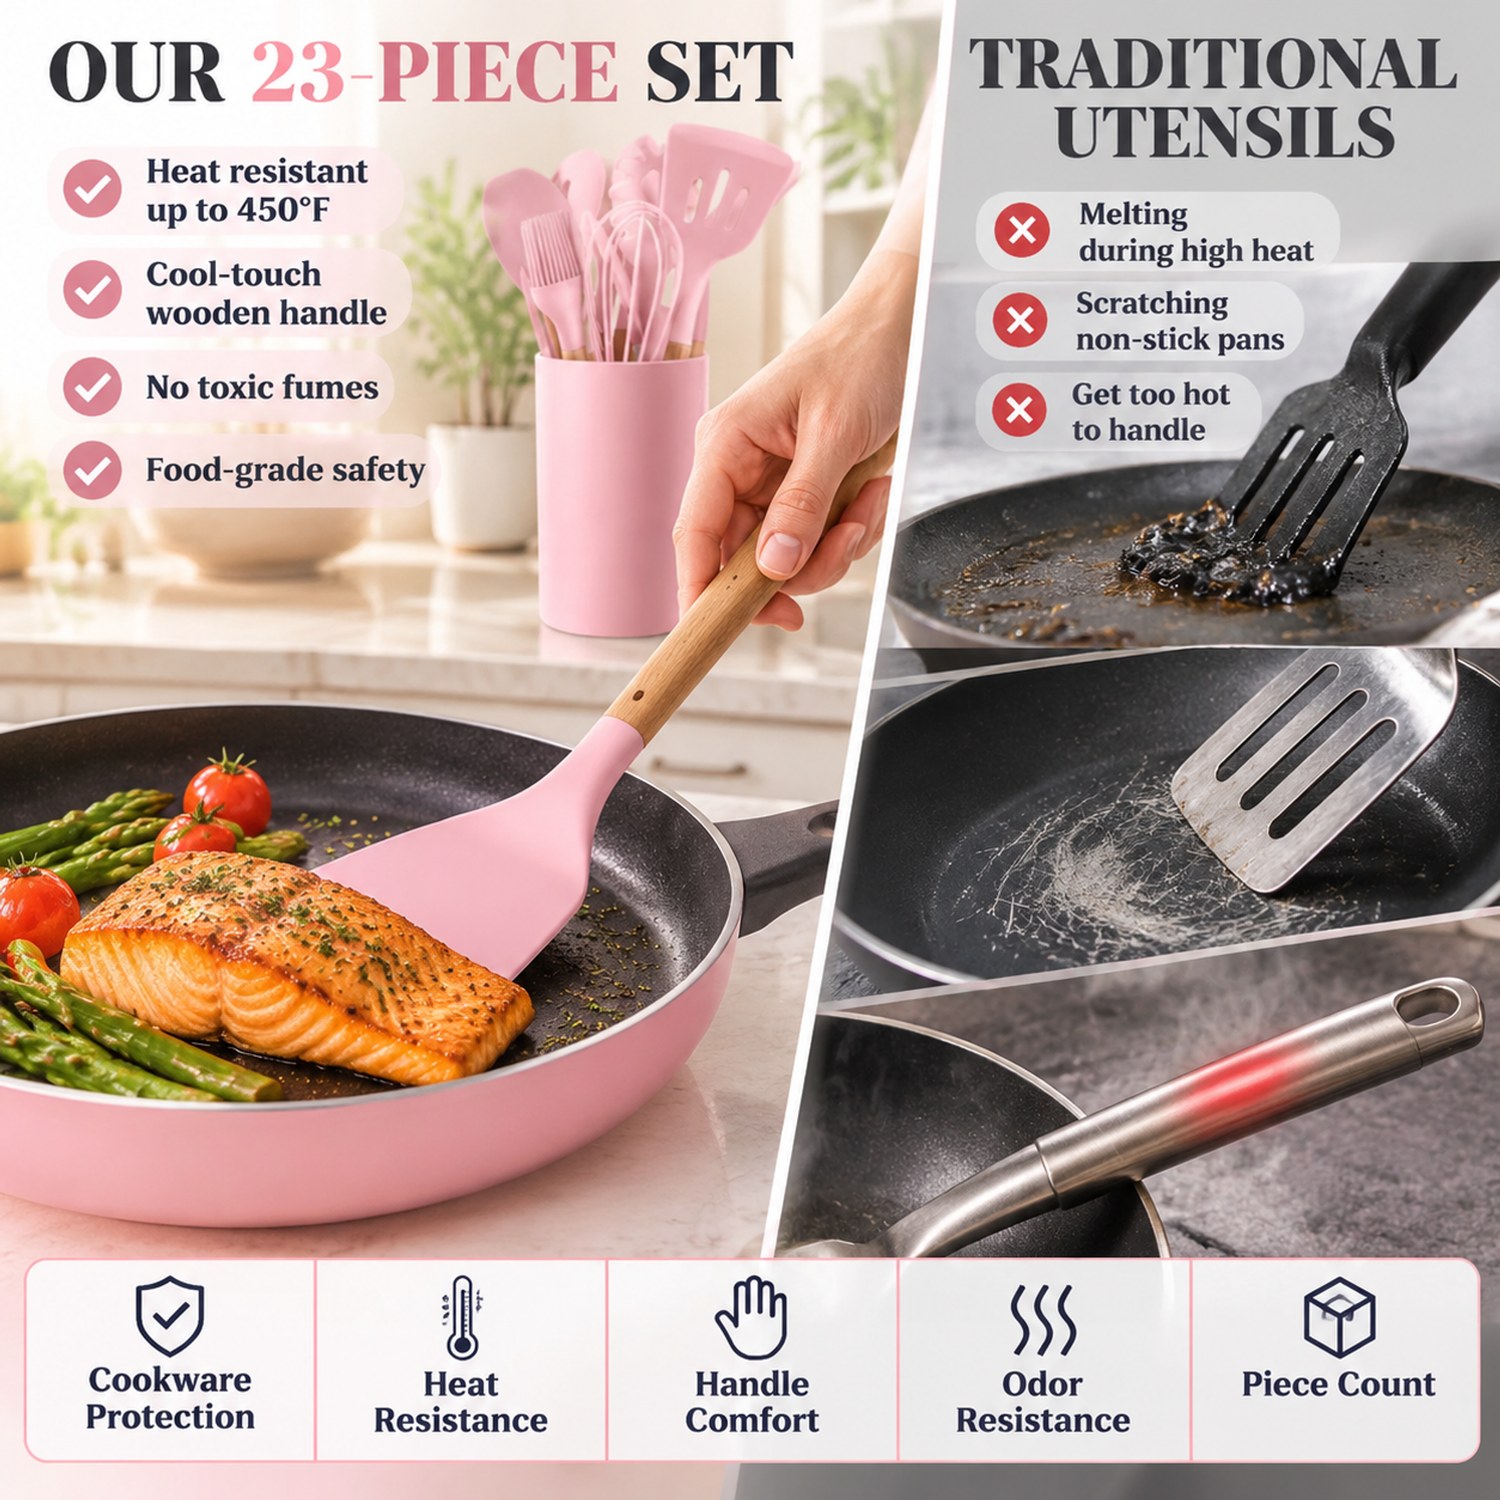 OUR 23-PIECE SET
Heat resistant
up to 450°F
Cool-touch
wooden handle
No toxic fumes
Food-grade safety
TRADITIONAL
UTENSILS
Melting
during high heat
Scratching
non-stick pans
Get too hot
to handle
Cookware
Protection
Heat
Resistance
Handle
Comfort
Odor
Resistance
Piece Count